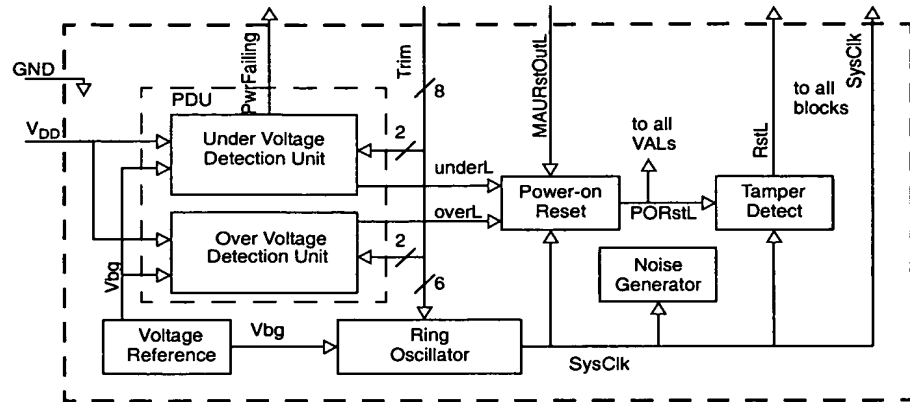 GND
PDU
PwrFailing
Trim
8
MAURstOutL
to all
VALs
RstL
to all
blocks
SysClk
VDD
Under Voltage
Detection Unit
2
underL
Power-on
Reset
PORstL
Tamper
Detect
overL
Over Voltage
Detection Unit
2
6
Vbg
Noise
Generator
Voltage
Reference
Vbg
Ring
Oscillator
SysClk